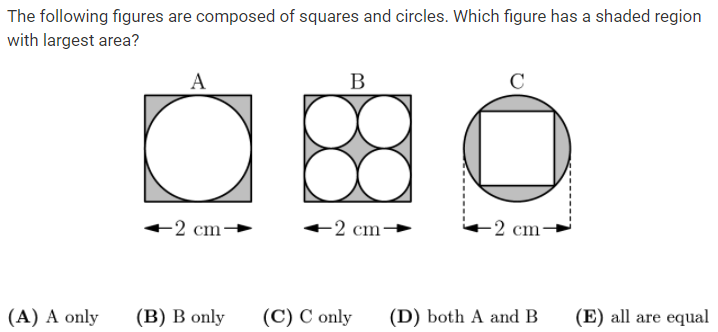 The following figures are composed of squares and circles. Which figure has a shaded region
with largest area?
A B C
2 cm 2 cm 2 cm
(A) A only (B) B only (C) C only (D) both A and B (E) all are equal